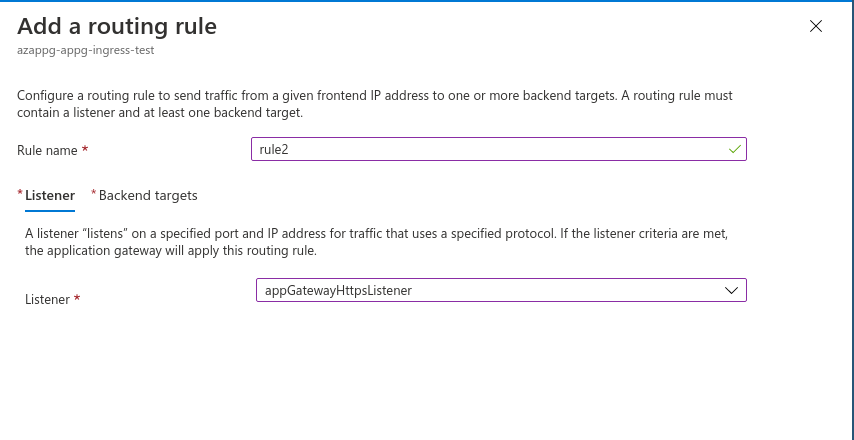 Add a routing rule
azappg-appg-ingress-test
Configure a routing rule to send traffic from a given frontend IP address to one or more backend targets. A routing rule must
contain a listener and at least one backend target.
Rule name *
rule2
* Listener * Backend targets
A listener “listens” on a specified port and IP address for traffic that uses a specified protocol. If the listener criteria are met,
the application gateway will apply this routing rule.
Listener *
appGatewayHttpsListener